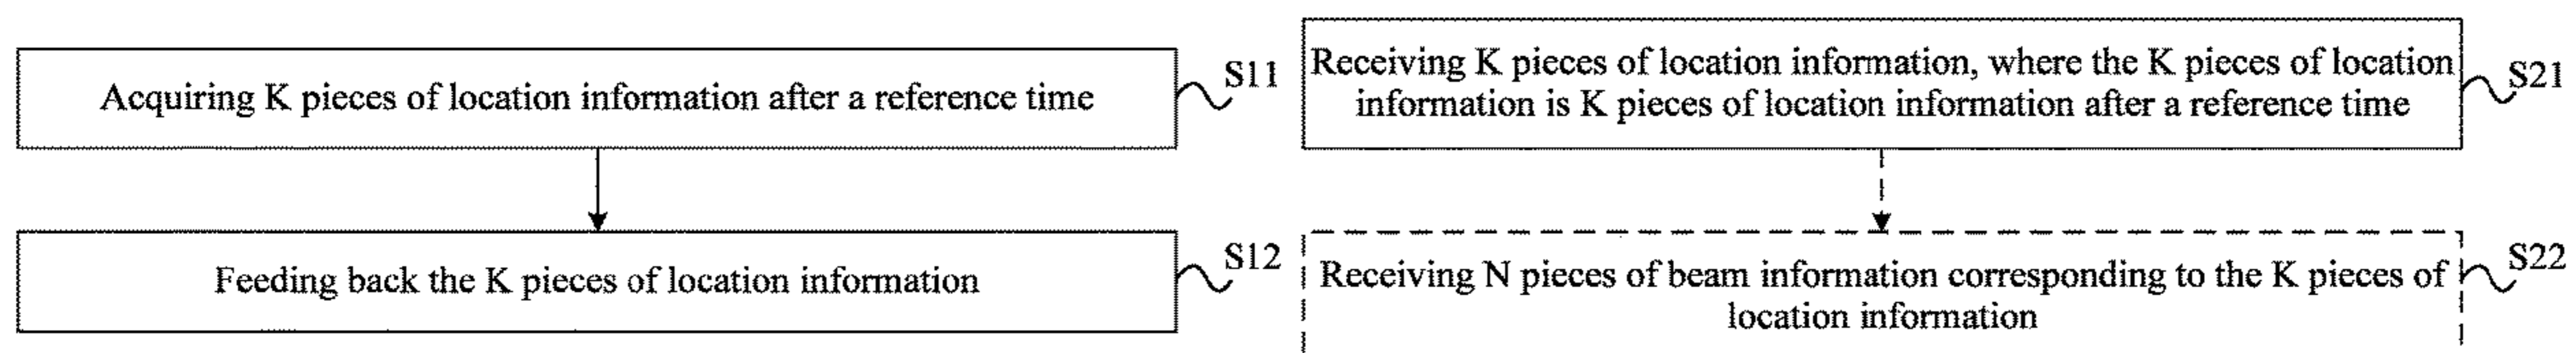 Acquiring K pieces of location information after a reference time
S11
Feeding back the K pieces of location information
S12
Receiving K pieces of location information, where the K pieces of location
information is K pieces of location information after a reference time
S21
Receiving N pieces of beam information corresponding to the K pieces of
location information
S22